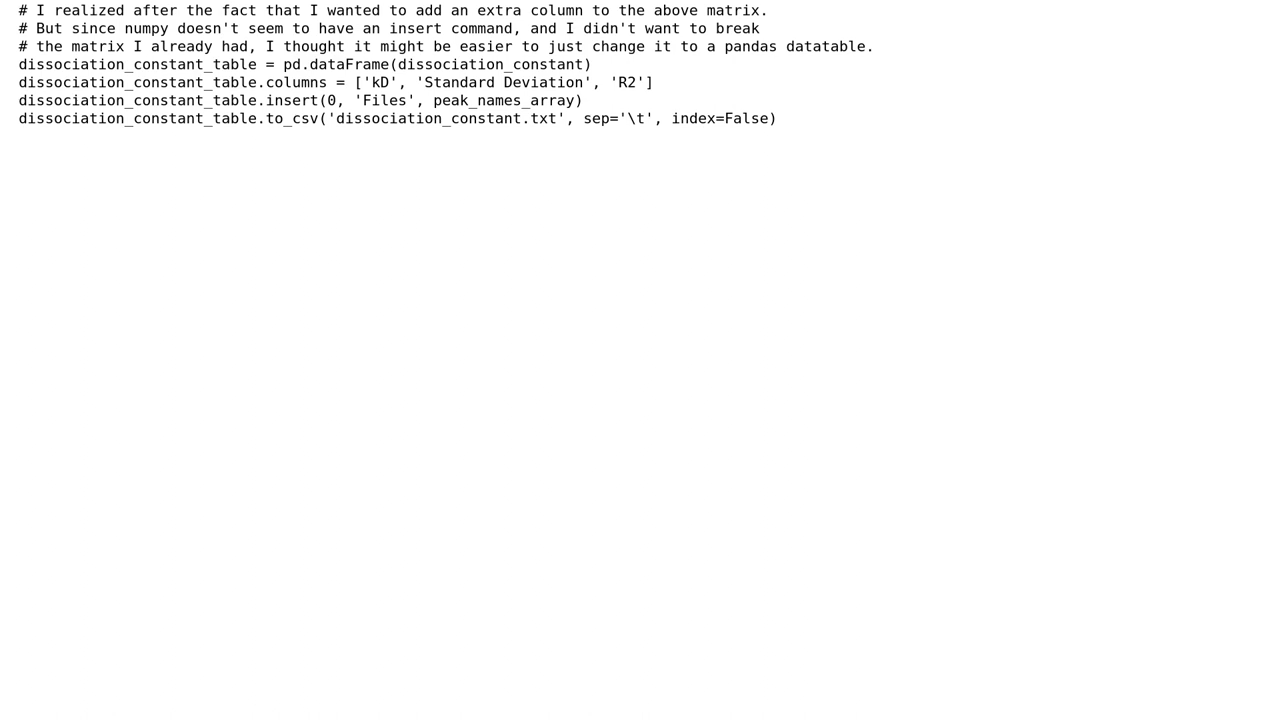 # I realized after the fact that I wanted to add an extra column to the above matrix.
# But since numpy doesn't seem to have an insert command, and I didn't want to break
# the matrix I already had, I thought it might be easier to just change it to a pandas datatable.
dissociation_constant_table = pd.dataFrame(dissociation_constant)
dissociation_constant_table.columns = ['kD', 'Standard Deviation', 'R2']
dissociation_constant_table.insert(0, 'Files', peak_names_array)
dissociation_constant_table.to_csv('dissociation_constant.txt', sep='\t', index=False)